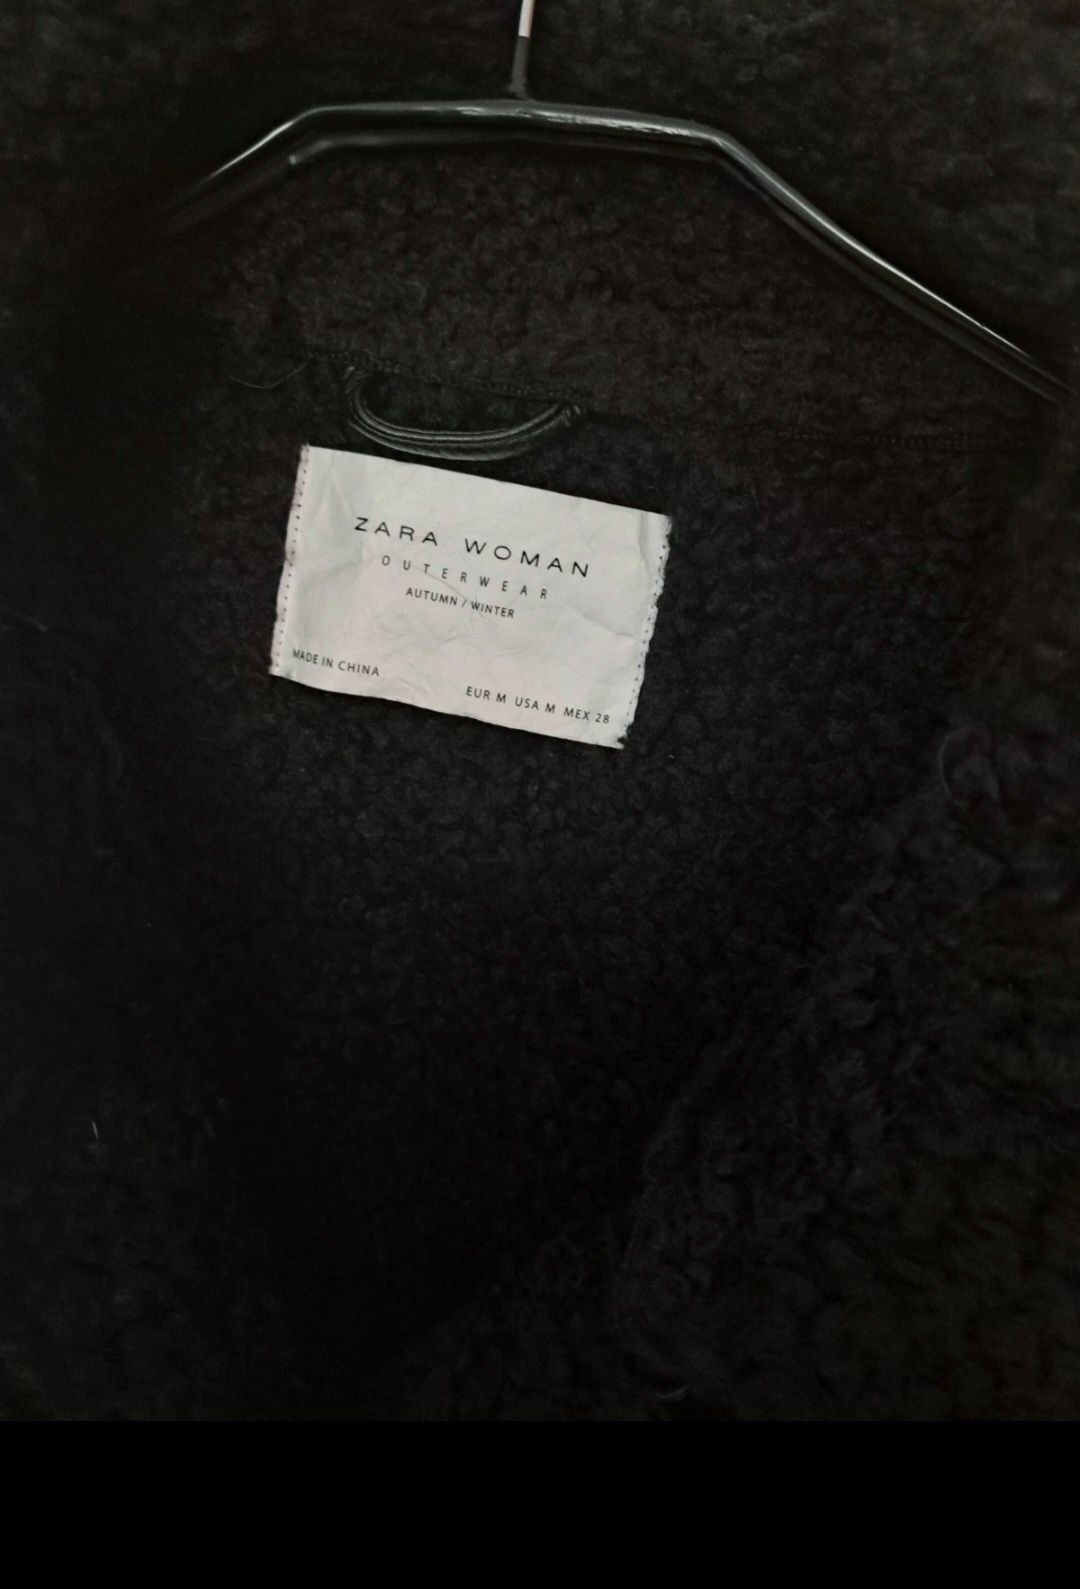 ZARA WOMAN
OUTERWEAR
AUTUMN / WINTER
MADE IN CHINA
EUR M USA M MEX 28